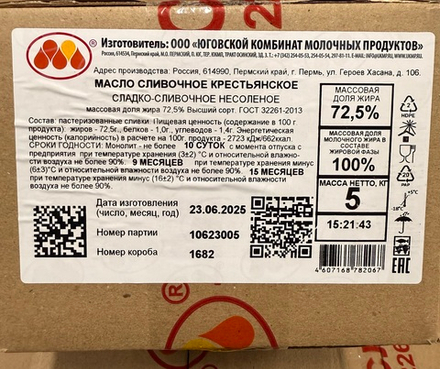 Изготовитель: ООО «ЮГОВСКОЙ КОМБИНАТ МОЛОЧНЫХ ПРОДУКТОВ»
Адрес производства: Россия, 614990, Пермский край, г. Пермь, ул. Героев Хасана, д. 106
МАСЛО СЛИВОЧНОЕ КРЕСТЬЯНСКОЕ
СЛАДКО-СЛИВОЧНОЕ НЕСОЛЕНОЕ
массовая доля жира 72,5% Высший сорт. ГОСТ 32261-2013
Состав: пастеризованные сливки. Пищевая ценность (содержание в 100 г
продукта): жиров - 72,5г., белков - 1,0г., углеводов - 1,4г. Энергетическая
ценность (калорийность) в расчете на 100г. продукта - 2723 кДж/662ккал.
СРОКИ ГОДНОСТИ: Монолит - не более 10 СУТОК с момента отпуска с
предприятия при температуре хранения (3±2) °С и относительной влажности
воздуха не более 90%. 9 МЕСЯЦЕВ при температуре хранения минус
(6±3)°С и относительной влажности воздуха не более 90%. 15 МЕСЯЦЕВ
при температуре хранения минус (16±2) °С и относительной влажности
воздуха не более 90%.
Дата изготовления
(число, месяц, год) 23.06.2025
Номер партии 10623005
Номер короба 1682
МАССОВАЯ
ДОЛЯ ЖИРА
72,5%
МАССОВАЯ ДОЛЯ
МОЛОЧНОГО ЖИРА В
СОСТАВЕ
ЖИРОВОЙ ФАЗЫ
100%
МАССА НЕТТО, КГ
5
15:21:43
4 607168 782067
HDPE
20
PAP
+5°C
-18°C
EAC